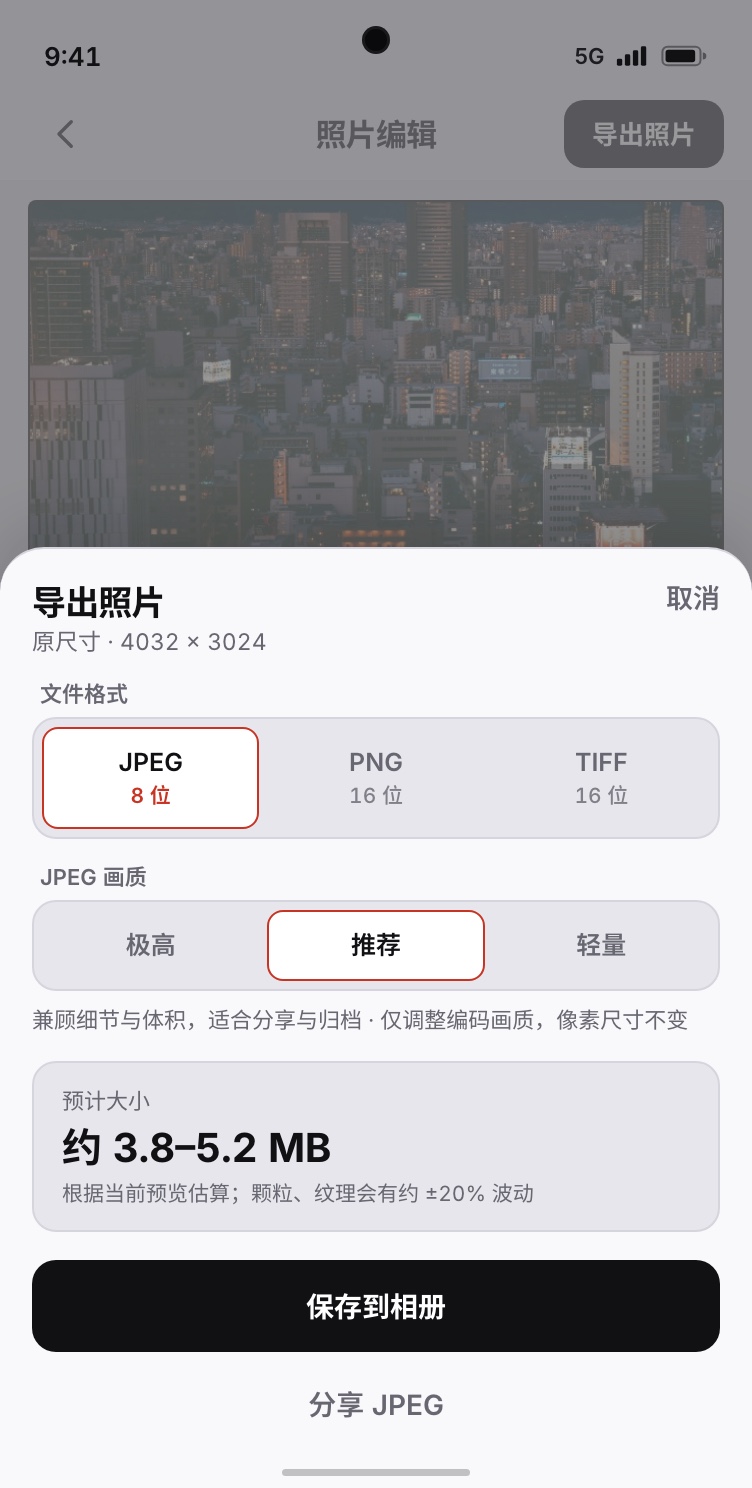 9:41
5G
照片编辑
导出照片
导出照片
取消
原尺寸 · 4032 × 3024
文件格式
JPEG
8 位
PNG
16 位
TIFF
16 位
JPEG 画质
极高
推荐
轻量
兼顾细节与体积，适合分享与归档 · 仅调整编码画质，像素尺寸不变
预计大小
约 3.8–5.2 MB
根据当前预览估算；颗粒、纹理会有约 ±20% 波动
保存到相册
分享 JPEG